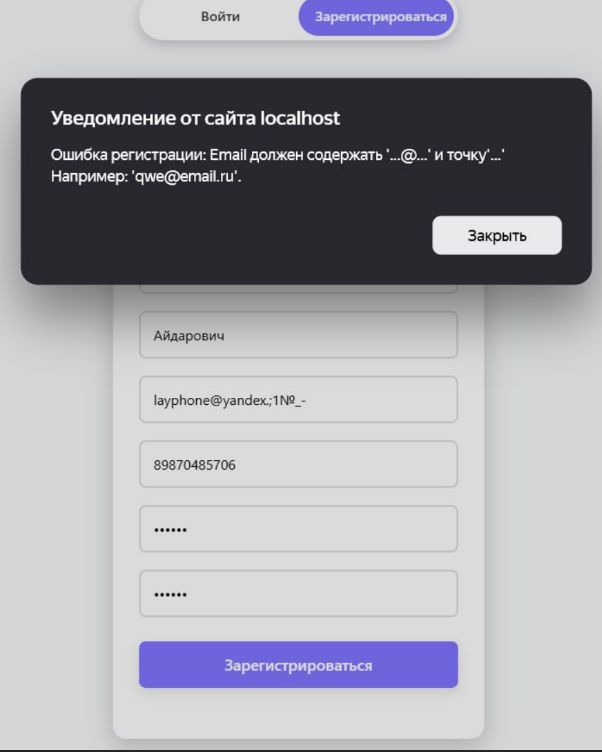 Войти
Зарегистрироваться
Уведомление от сайта localhost
Ошибка регистрации: Email должен содержать '...@...' и точку'...'
Например: 'qwe@email.ru'.
Закрыть
Айдарович
layphone@yandex.;1№_-
89870485706
••••••
••••••
Зарегистрироваться